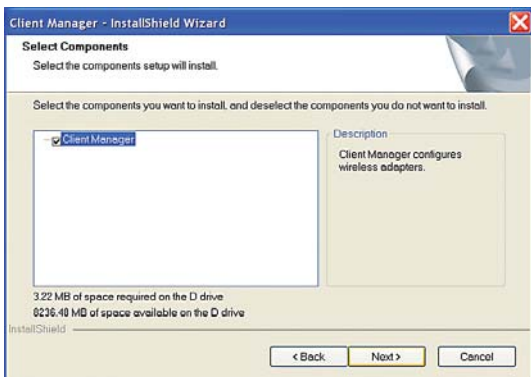 Client Manager - InstallShield Wizard
Select Components
Select the components setup will install.
Select the components you want to install, and deselect the components you do not want to install.
Client Manager
Description
Client Manager configures
wireless adapters.
3.22 MB of space required on the D drive
8236.48 MB of space available on the D drive
InstallShield
< Back
Next >
Cancel